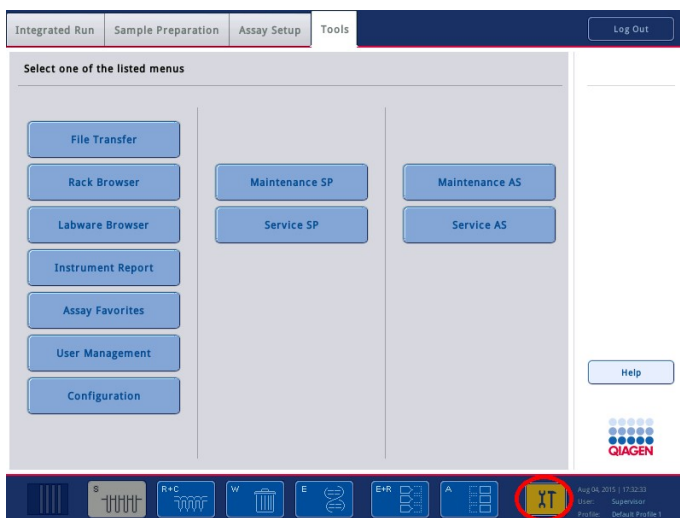 Integrated Run
Sample Preparation
Assay Setup
Tools
Log Out
Select one of the listed menus
File Transfer
Rack Browser
Maintenance SP
Maintenance AS
Labware Browser
Service SP
Service AS
Instrument Report
Assay Favorites
User Management
Configuration
Help
QIAGEN
S
R+C
W
E
E+R
A
Aug 04, 2015 | 17:32:33
User: Supervisor
Profile: Default Profile 1